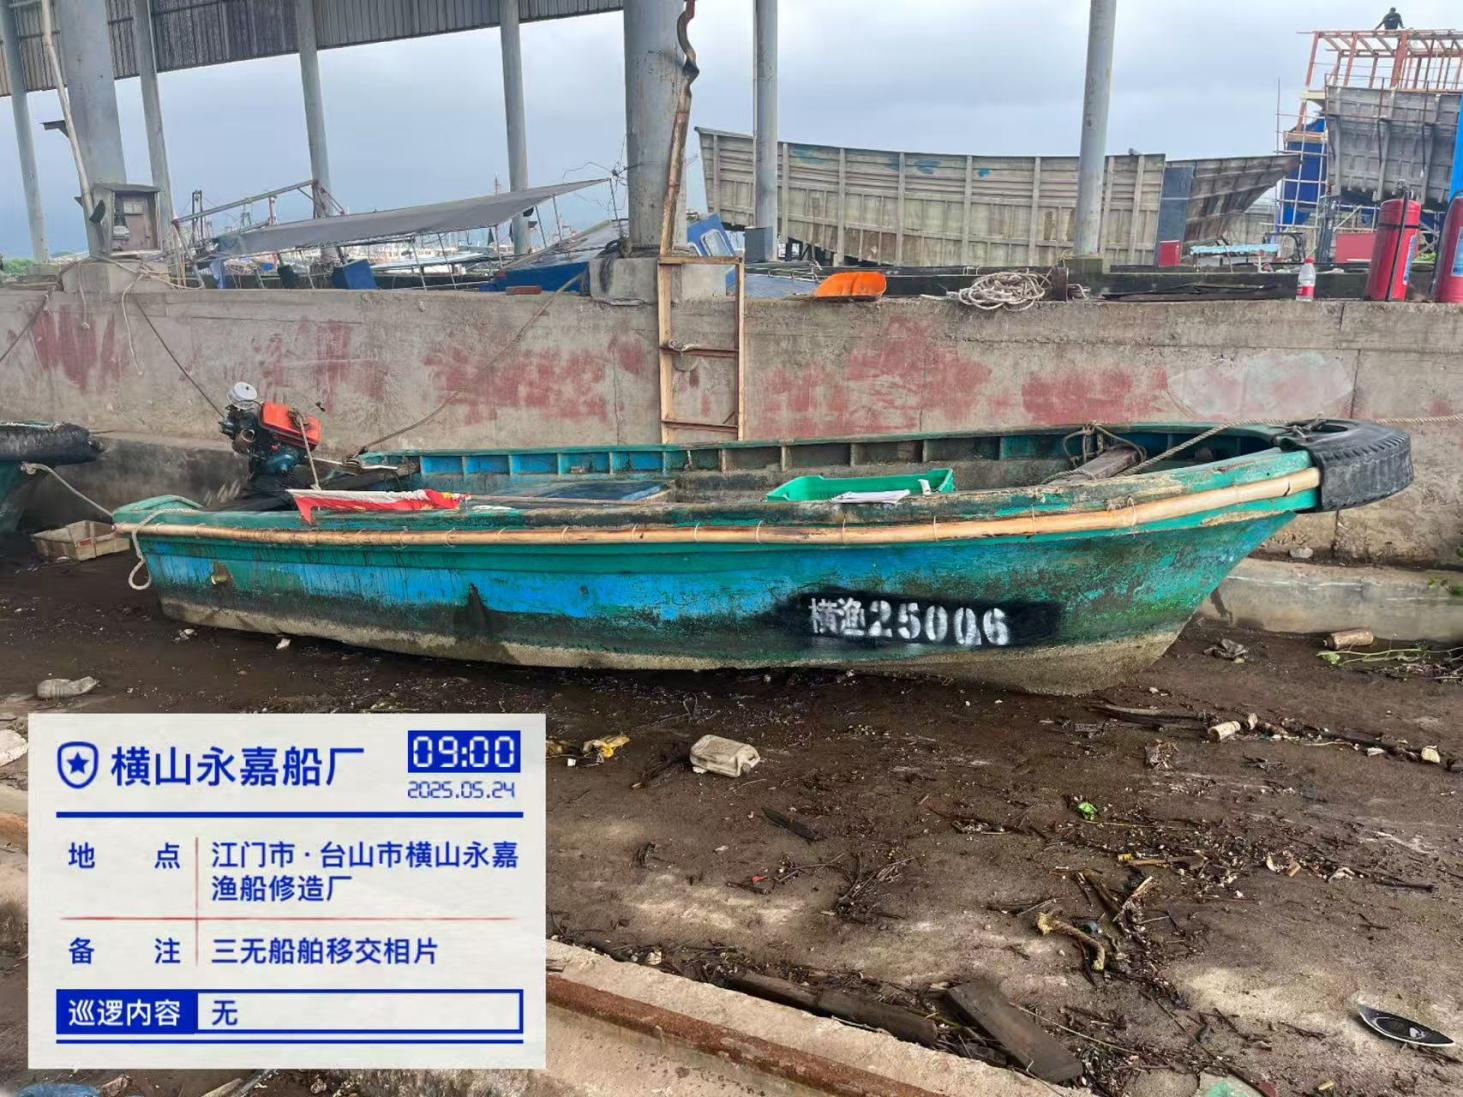 横渔25006
横山永嘉船厂
09:00
2025.05.24
地点
江门市·台山市横山永嘉
渔船修造厂
备注
三无船舶移交相片
巡逻内容
无